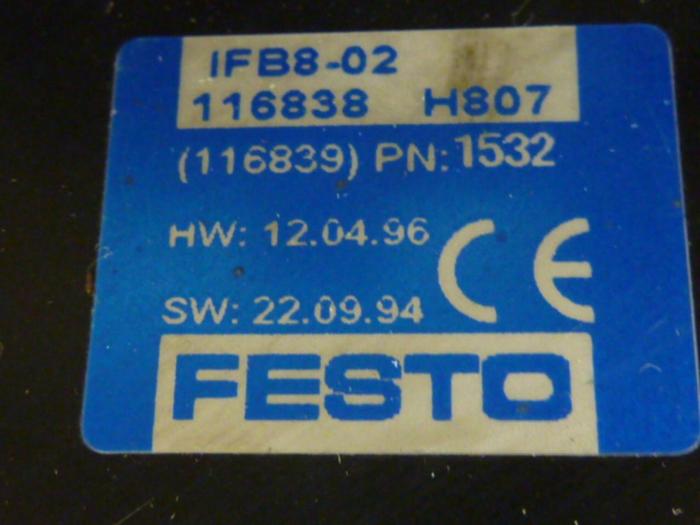 IFB8-02
116838 H807
(116839) PN: 1532
HW: 12.04.96
SW: 22.09.94
CE
FESTO